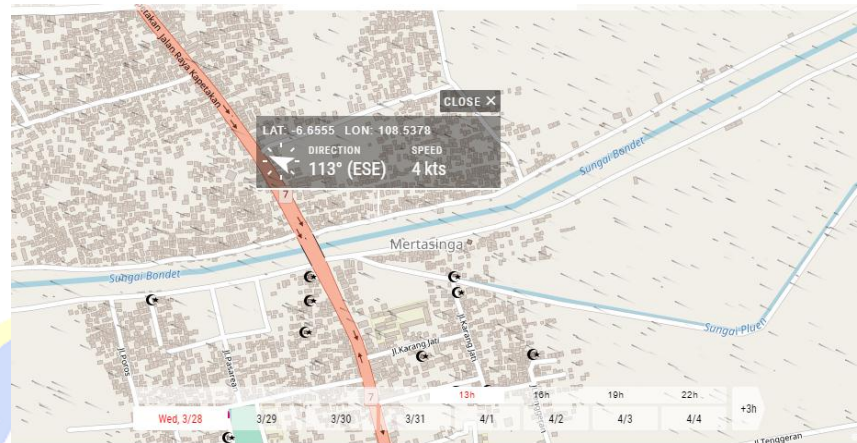 etakan
Jalan Raya Kapetakan
CLOSE ✕
LAT: -6.6555 LON: 108.5378
DIRECTION SPEED
113° (ESE) 4 kts
7
Sungai Bondet
Mertasinga
Sungai Bondet
Sungai Pluen
Jl.Poros
Jl.Pasarea
Jl.Karang Jati
Jl.Karang Jati
7
13h 16h 19h 22h
Wed, 3/28 3/29 3/30 3/31 4/1 4/2 4/3 4/4 +3h
Jl Tenggeran